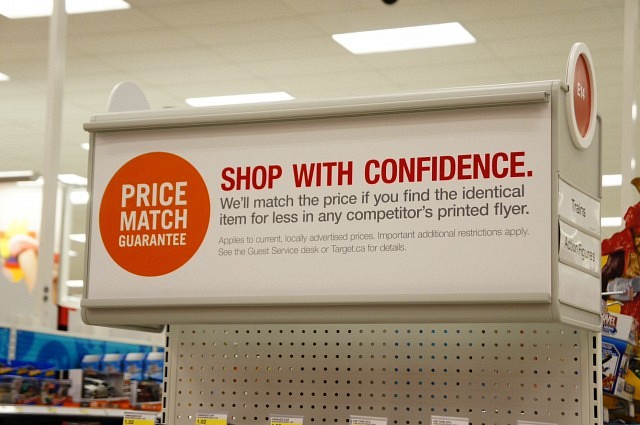 PRICE
MATCH
GUARANTEE
SHOP WITH CONFIDENCE.
We'll match the price if you find the identical
item for less in any competitor's printed flyer.
Applies to current, locally advertised prices. Important additional restrictions apply.
See the Guest Service desk or Target.ca for details.
E14
Trains
Action Figures